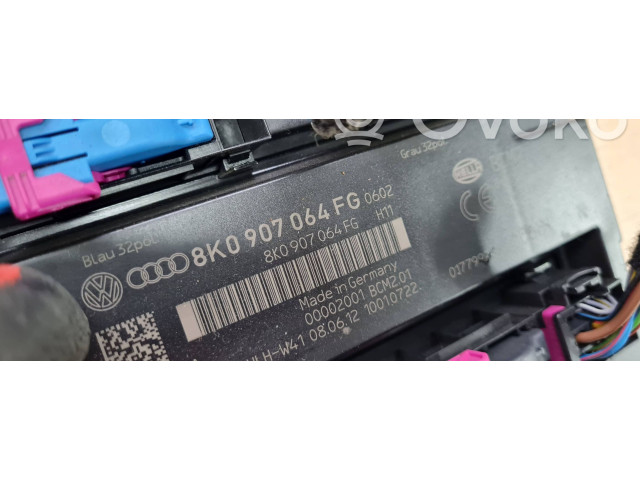 Ovoko
Grau 32pol
Blau 32pol
8K0 907 064 FG 0602
8K0 907 064 FG H11
Made in Germany
00002001 BCM2.01
HLH-W41 08.06.12 10010722